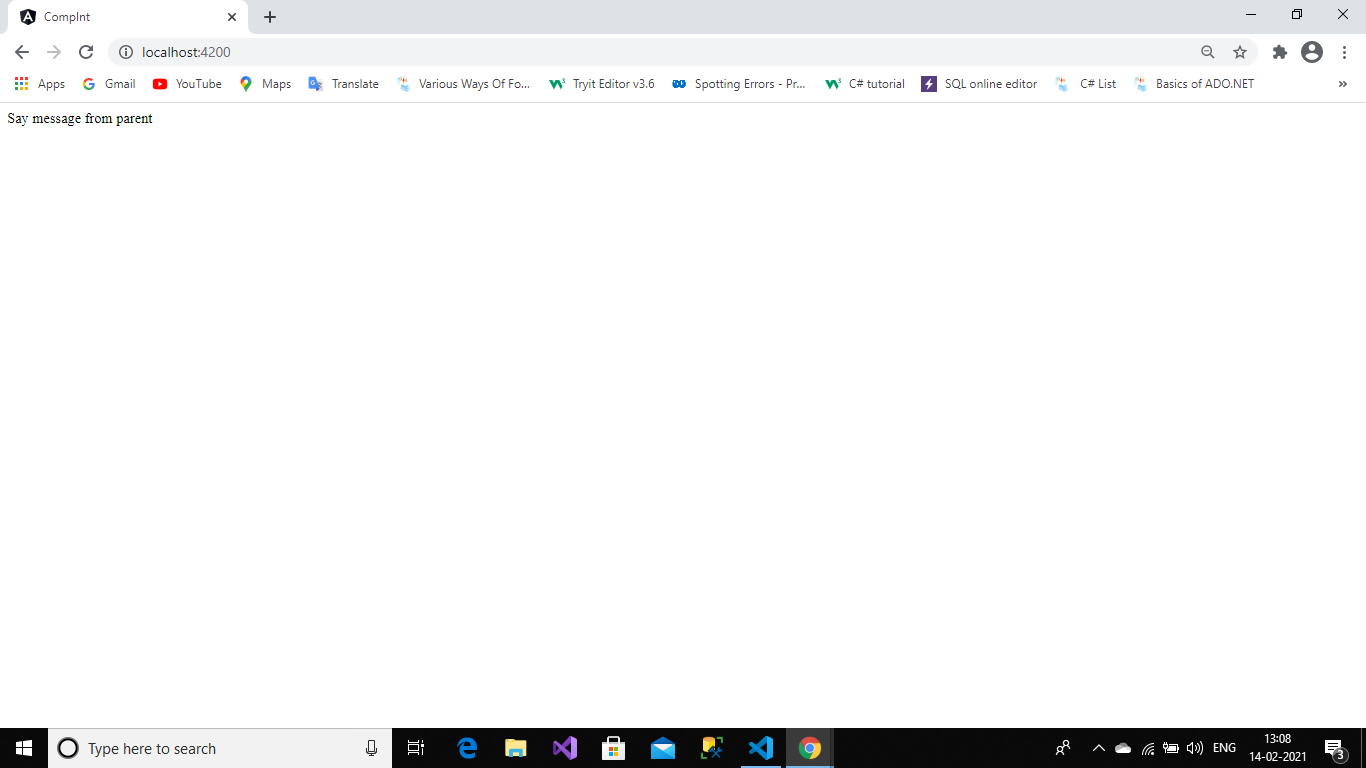 CompInt
localhost:4200
Apps Gmail YouTube Maps Translate Various Ways Of Fo... Tryit Editor v3.6 Spotting Errors - Pr... C# tutorial SQL online editor C# List Basics of ADO.NET »
Say message from parent
Type here to search
ENG
13:08
14-02-2021
3